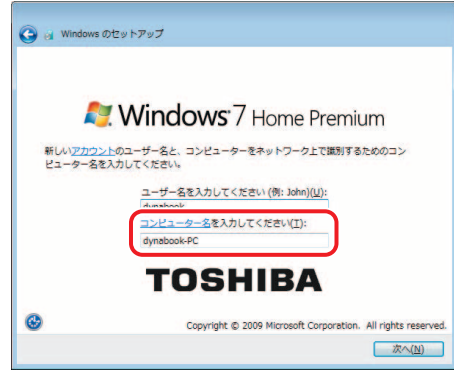 Windows のセットアップ
Windows 7 Home Premium
新しいアカウントのユーザー名と、コンピューターをネットワーク上で識別するためのコン
ピューター名を入力してください。
ユーザー名を入力してください (例: John)(U):
dynabook
コンピューター名を入力してください(T):
dynabook-PC
TOSHIBA
Copyright © 2009 Microsoft Corporation. All rights reserved.
次へ(N)